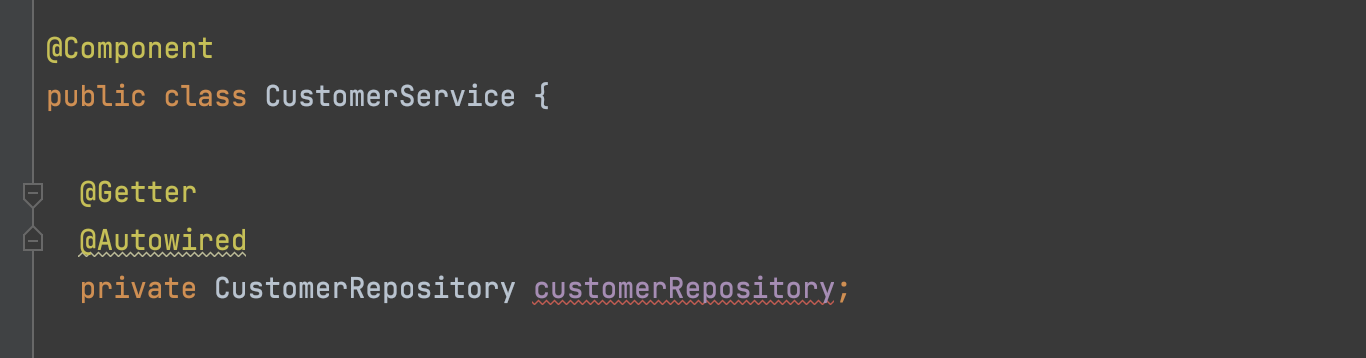 @Component
public class CustomerService {
@Getter
@Autowired
private CustomerRepository customerRepository;